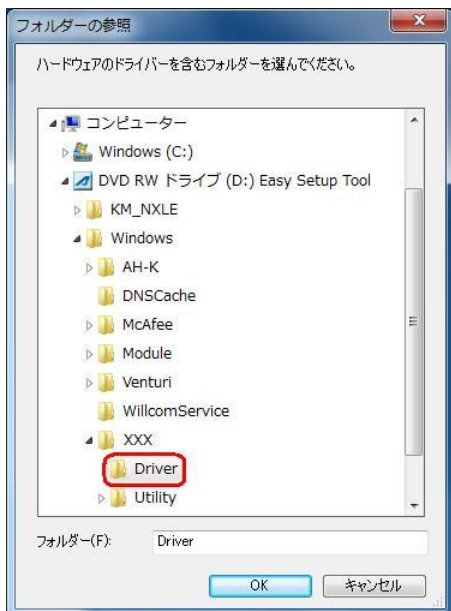 フォルダーの参照
ハードウェアのドライバーを含むフォルダーを選んでください。
コンピューター
Windows (C:)
DVD RW ドライブ (D:) Easy Setup Tool
KM_NXLE
Windows
AH-K
DNSCache
McAfee
Module
Venturi
WillcomService
XXX
Driver
Utility
フォルダー(F): Driver
OK キャンセル